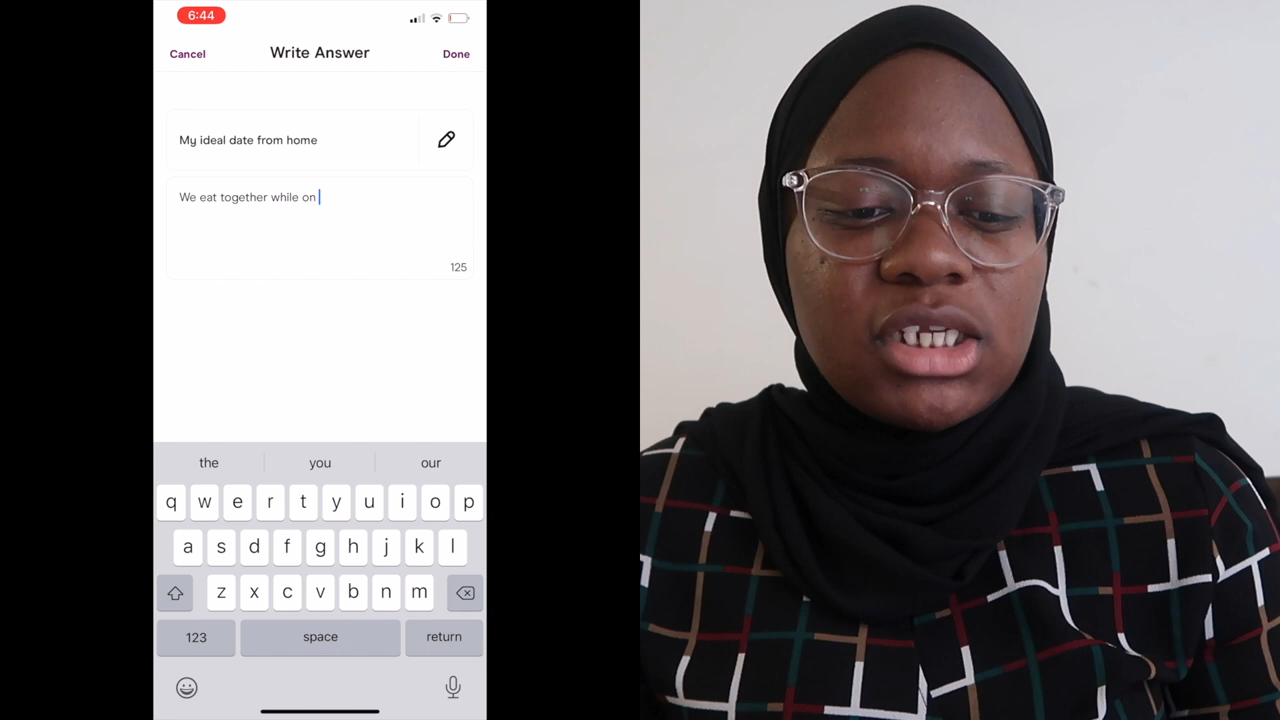 6:44
Cancel Write Answer Done
My ideal date from home
We eat together while on
125
the you our
q w e r t y u i o p
a s d f g h j k l
z x c v b n m
123 space return